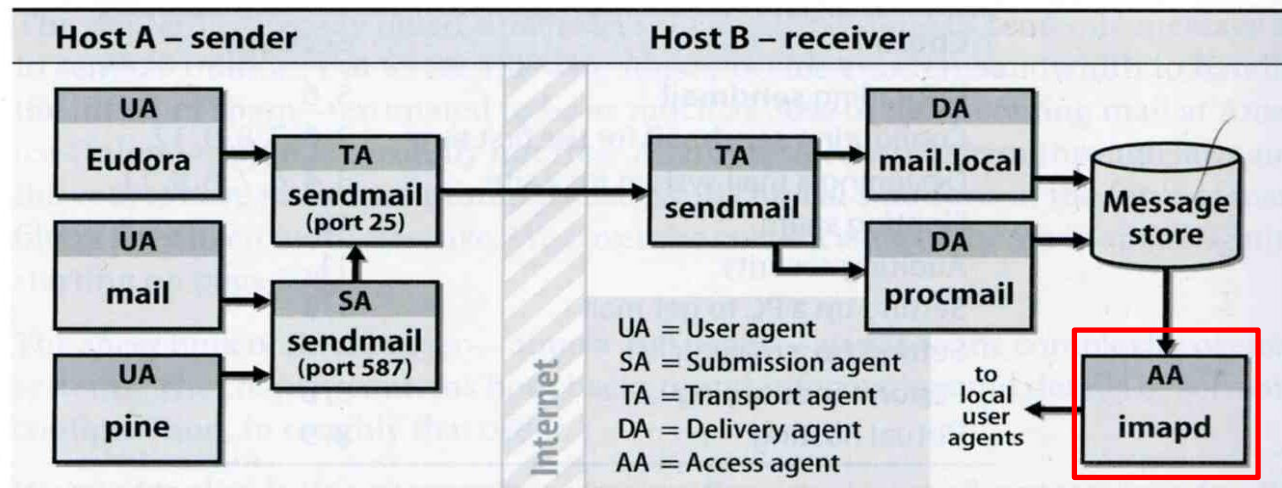 Host A – sender
Host B – receiver
UA
Eudora
UA
mail
UA
pine
TA
sendmail
(port 25)
SA
sendmail
(port 587)
Internet
TA
sendmail
DA
mail.local
DA
procmail
Message
store
UA = User agent
SA = Submission agent
TA = Transport agent
DA = Delivery agent
AA = Access agent
to
local
user
agents
AA
imapd